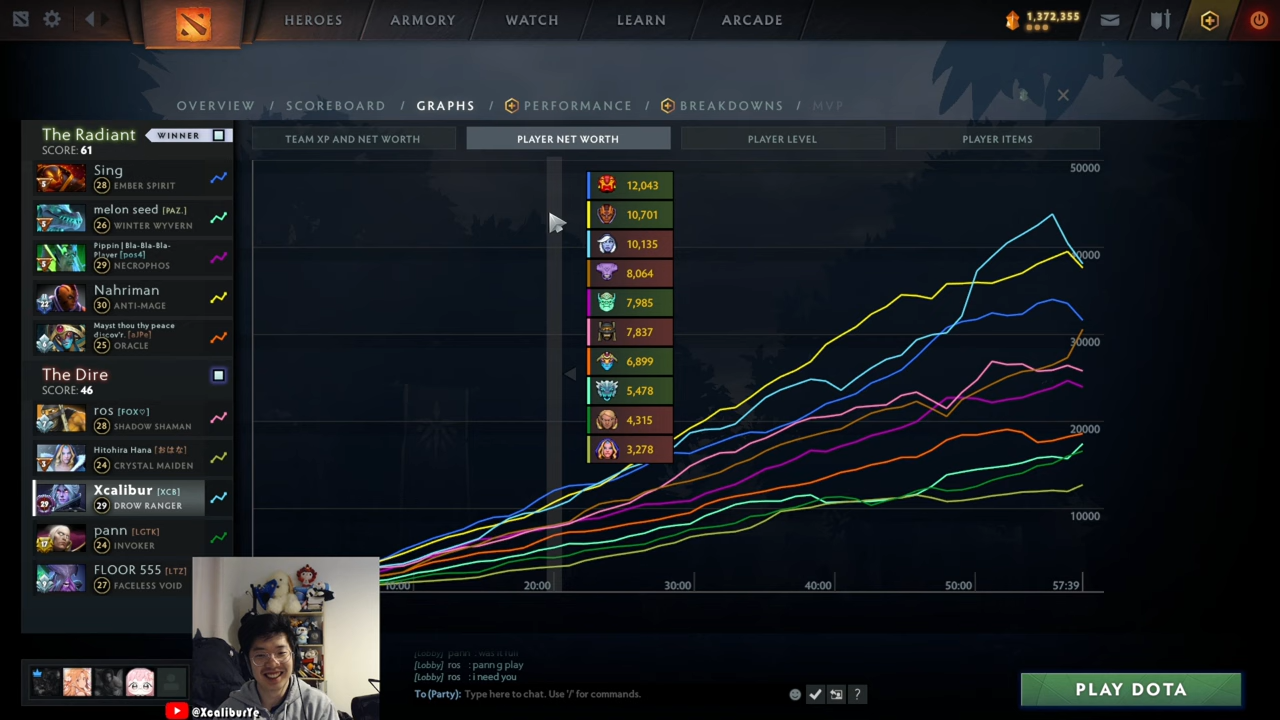 HEROES ARMORY WATCH LEARN ARCADE 1,372,355
OVERVIEW / SCOREBOARD / GRAPHS / PERFORMANCE / BREAKDOWNS / MVP
The Radiant WINNER
SCORE: 61
Sing
28 EMBER SPIRIT
melon seed [PAZ.]
26 WINTER WYVERN
Pippin | Bla-Bla-Bla-
Player [pos4]
29 NECROPHOS
Nahriman
22
30 ANTI-MAGE
Mayst thou thy peace
discov'r. [aJPe]
25 ORACLE
The Dire
SCORE: 46
ros [FOX♡]
28 SHADOW SHAMAN
Hitohira Hana [おはな]
24 CRYSTAL MAIDEN
Xcalibur [XCB]
29
29 DROW RANGER
pann [LGTK]
17
24 INVOKER
FLOOR 555 [LTZ]
27 FACELESS VOID
TEAM XP AND NET WORTH PLAYER NET WORTH PLAYER LEVEL PLAYER ITEMS
12,043
10,701
10,135
8,064
7,985
7,837
6,899
5,478
4,315
3,278
50000
30000
20000
10000
20:00 30:00 40:00 50:00 57:39
[Lobby] ros : pann g play
[Lobby] ros : i need you
To (Party): Type here to chat. Use '/' for commands. ?
PLAY DOTA
@XcaliburYe